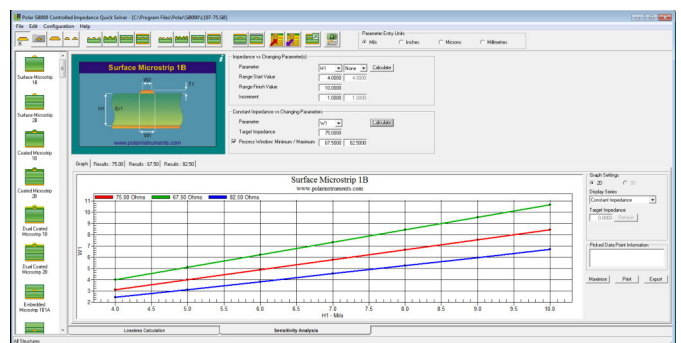 Polar Si8000 Controlled Impedance Quick Solver - [C:\Program Files\Polar\Si8000\L197-75.Si8]
File Edit Configuration Help
Parameter Entry Units
Mils Inches Microns Millimetres
Surface Microstrip 1B
Surface Microstrip 2B
Coated Microstrip 1B
Coated Microstrip 2B
Dual Coated Microstrip 1B
Dual Coated Microstrip 2B
Embedded Microstrip 1B1A
Surface Microstrip 1B
W2
T1
H1 Er1
W1
www.polarinstruments.com
Impedance vs Changing Parameter(s)
Parameter H1 None Calculate
Range Start Value 4.0000 4.0000
Range Finish Value 10.0000
Increment 1.0000 1.0000
Constant Impedance vs Changing Parameters
Parameter W1 Calculate
Target Impedance 75.0000
Process Window: Minimum / Maximum 67.5000 82.5000
Graph Results: 75.00 Results: 67.50 Results: 82.50
Surface Microstrip 1B
www.polarinstruments.com
75.00 Ohms 67.50 Ohms 82.50 Ohms
11
10
9
8
7
6
5
4
3
2
W1
4.0 4.5 5.0 5.5 6.0 6.5 7.0 7.5 8.0 8.5 9.0 9.5 10.0
H1 - Mils
Graph Settings
2D 3D
Display Series
Constant Impedance
Target Impedance
0.0000 Refresh
Picked Data Point Information
Maximise Print Export
Lossless Calculation Sensitivity Analysis
All Structures